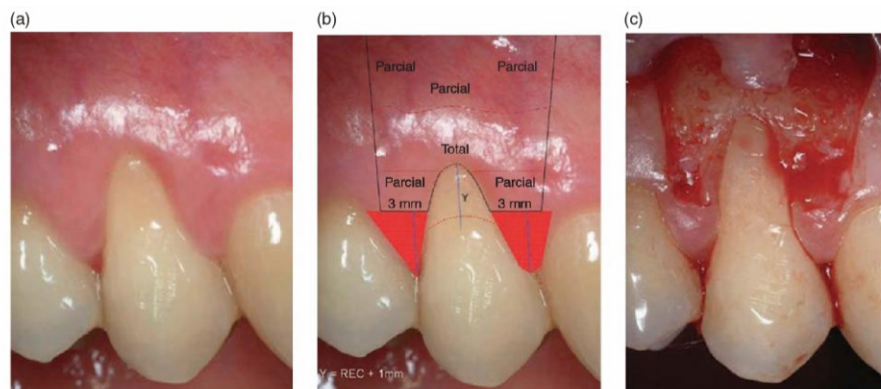 (a)
(b)
(c)
Parcial Parcial
Parcial
Total
Parcial Parcial
3 mm Y 3 mm
Y = REC + 1mm